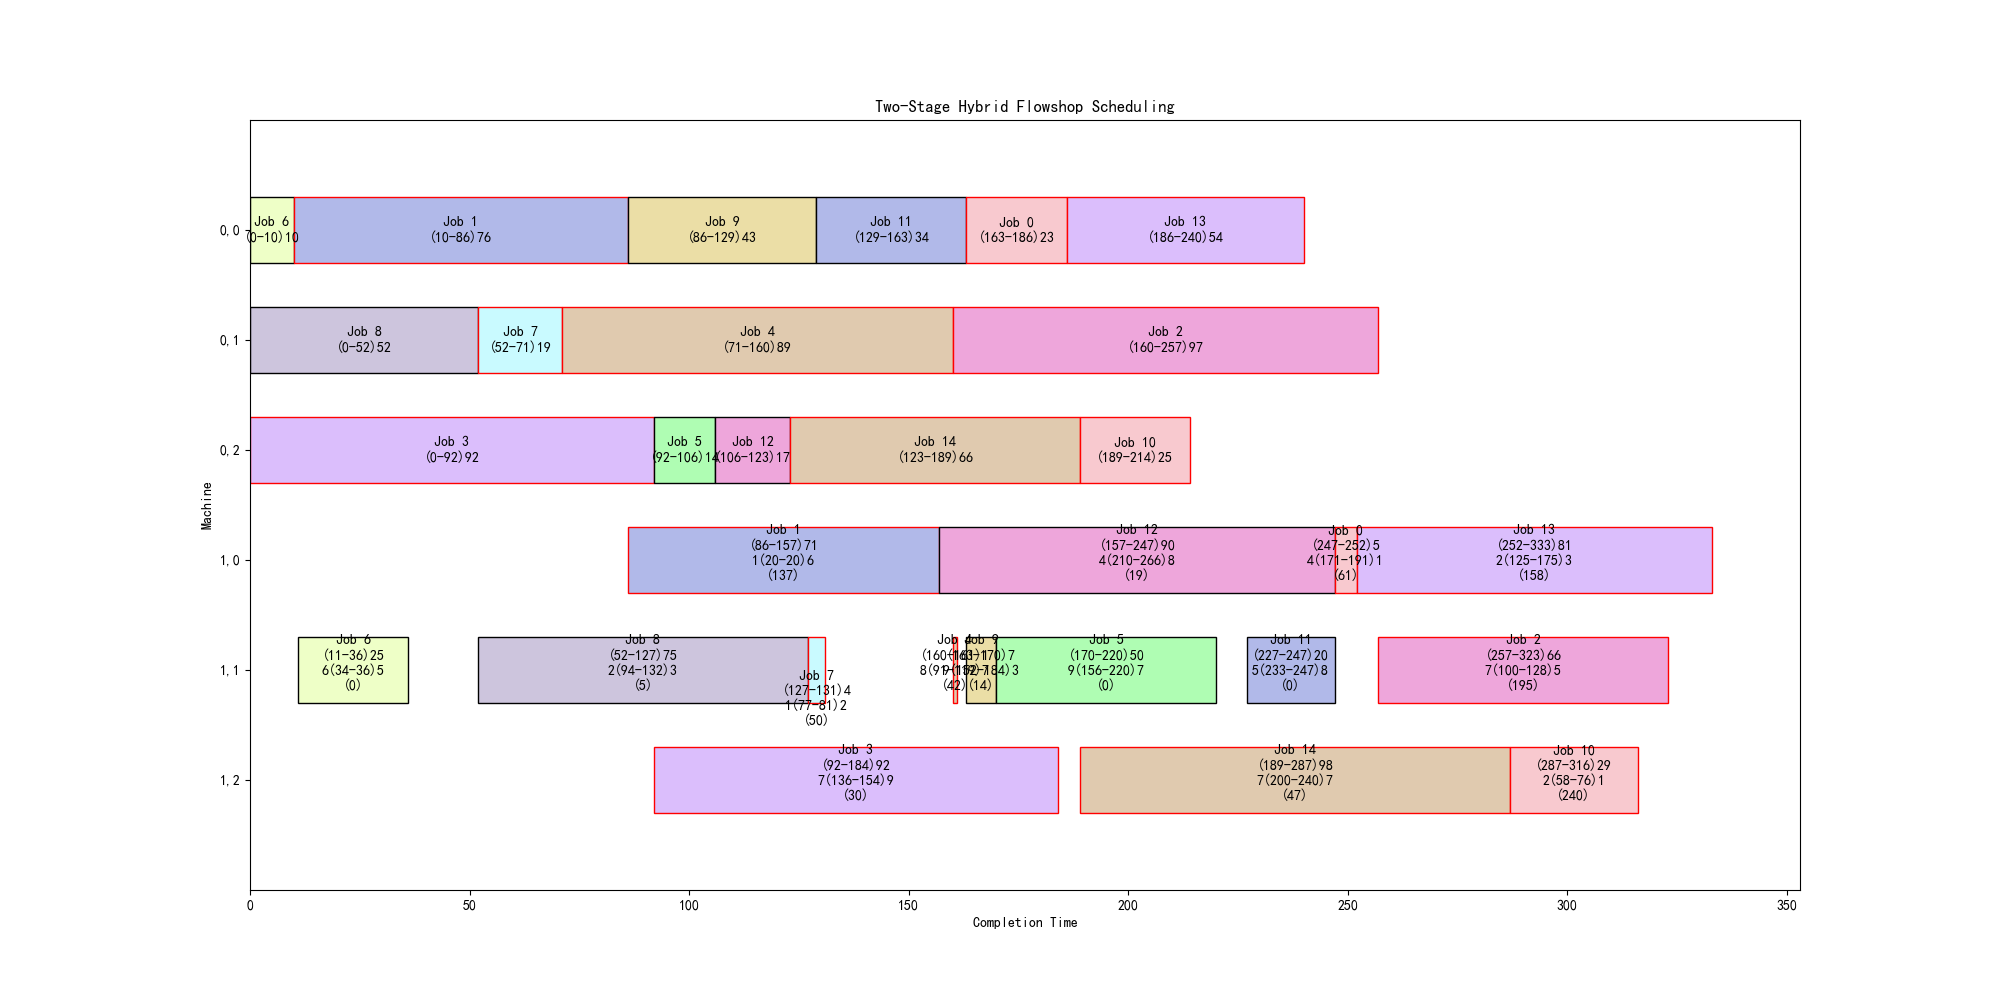 Two-Stage Hybrid Flowshop Scheduling
Machine
0,0
Job 6
(0-10)10
Job 1
(10-86)76
Job 9
(86-129)43
Job 11
(129-163)34
Job 0
(163-186)23
Job 13
(186-240)54
0,1
Job 8
(0-52)52
Job 7
(52-71)19
Job 4
(71-160)89
Job 2
(160-257)97
0,2
Job 3
(0-92)92
Job 5
(92-106)14
Job 12
(106-123)17
Job 14
(123-189)66
Job 10
(189-214)25
1,0
Job 1
(86-157)71
1(20-20)6
(137)
Job 12
(157-247)90
4(210-266)8
(19)
Job 0
(247-252)5
4(171-191)1
(61)
Job 13
(252-333)81
2(125-175)3
(158)
1,1
Job 6
(11-36)25
6(34-36)5
(0)
Job 8
(52-127)75
2(94-132)3
(5)
Job 7
(127-131)4
1(77-81)2
(50)
Job 4
(160-161)1
(42)
Job 9
(163-170)7
(14)
Job 5
(170-220)50
9(156-220)7
(0)
Job 11
(227-247)20
5(233-247)8
(0)
Job 2
(257-323)66
7(100-128)5
(195)
1,2
Job 3
(92-184)92
7(136-154)9
(30)
Job 14
(189-287)98
7(200-240)7
(47)
Job 10
(287-316)29
2(58-76)1
(240)
0
50
100
150
200
250
300
350
Completion Time